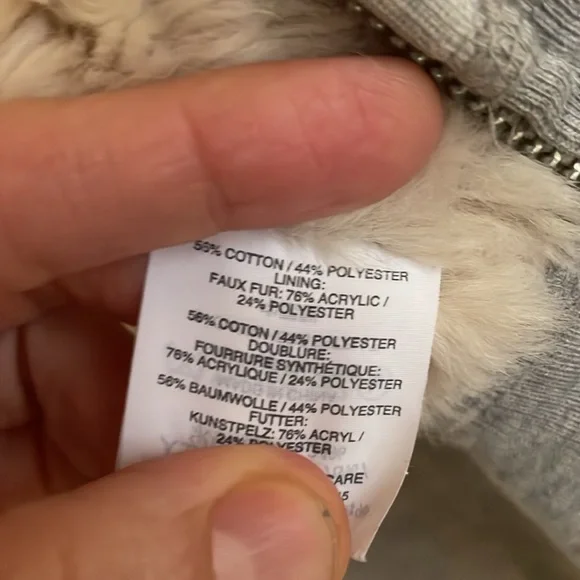 56% COTTON / 44% POLYESTER
LINING:
FAUX FUR: 76% ACRYLIC /
24% POLYESTER
56% COTON / 44% POLYESTER
DOUBLURE:
FOURRURE SYNTHÉTIQUE:
76% ACRYLIQUE / 24% POLYESTER
56% BAUMWOLLE / 44% POLYESTER
FUTTER:
KUNSTPELZ: 76% ACRYL /
24% POLYESTER
CARE